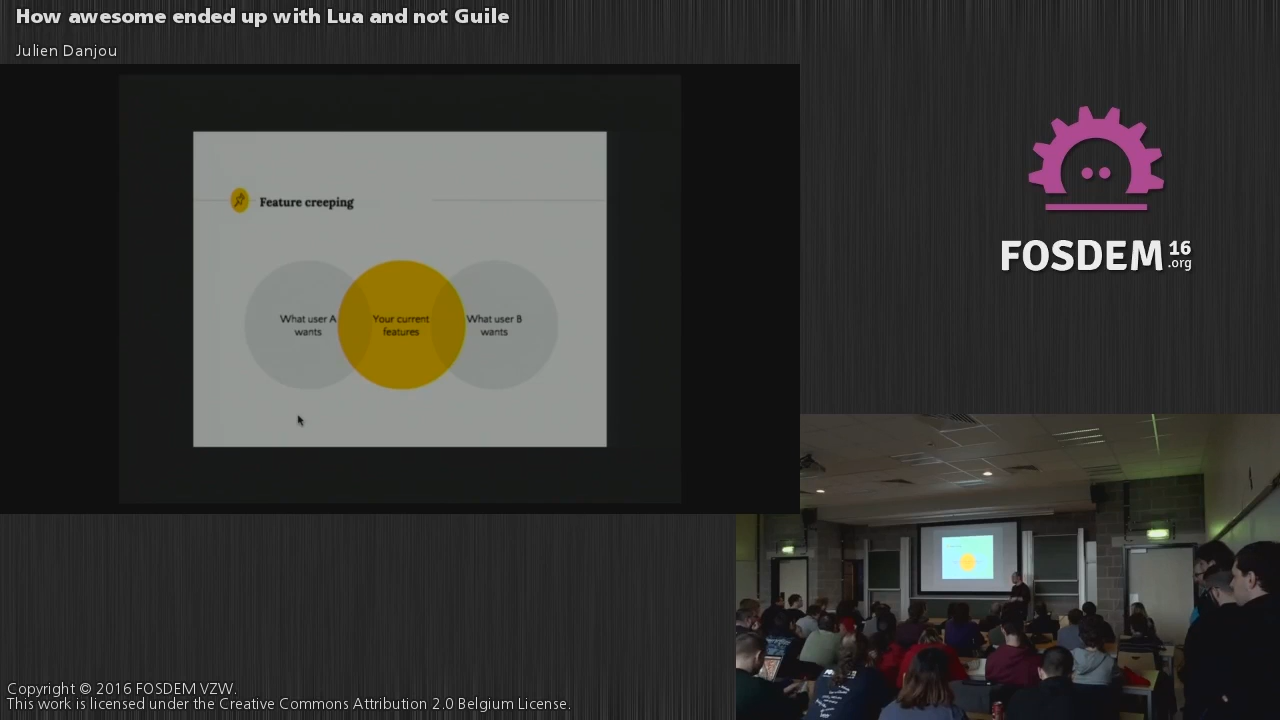 How awesome ended up with Lua and not Guile
Julien Danjou
Feature creeping
What user A
wants
Your current
features
What user B
wants
FOSDEM 16
.org
Copyright © 2016 FOSDEM VZW.
This work is licensed under the Creative Commons Attribution 2.0 Belgium License.